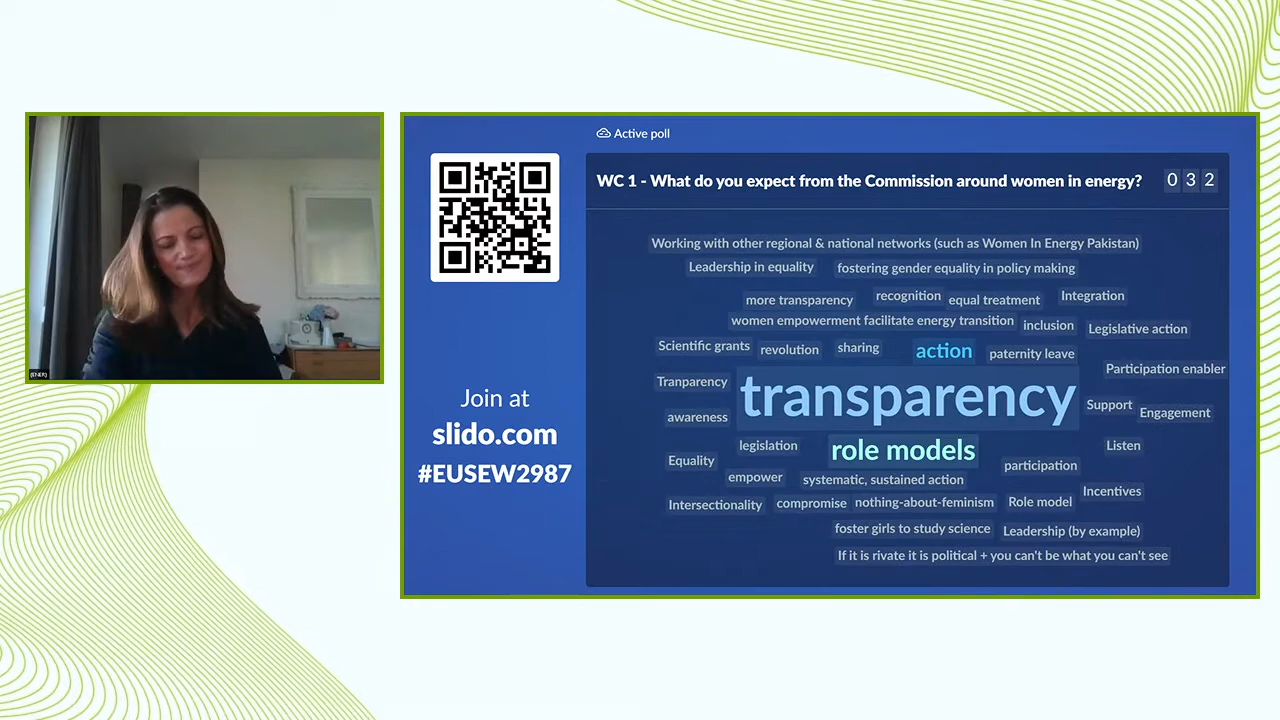 Active poll
WC 1 - What do you expect from the Commission around women in energy?
0 3 2
Working with other regional & national networks (such as Women In Energy Pakistan)
Leadership in equality
fostering gender equality in policy making
more transparency
recognition
equal treatment
Integration
women empowerment facilitate energy transition
inclusion
Legislative action
Scientific grants
revolution
sharing
action
paternity leave
Participation enabler
Tranparency
transparency
Support
Engagement
awareness
legislation
role models
Listen
Equality
participation
empower
systematic, sustained action
Incentives
Intersectionality
compromise
nothing-about-feminism
Role model
foster girls to study science
Leadership (by example)
If it is rivate it is political + you can't be what you can't see
Join at
slido.com
#EUSEW2987
(ENER)